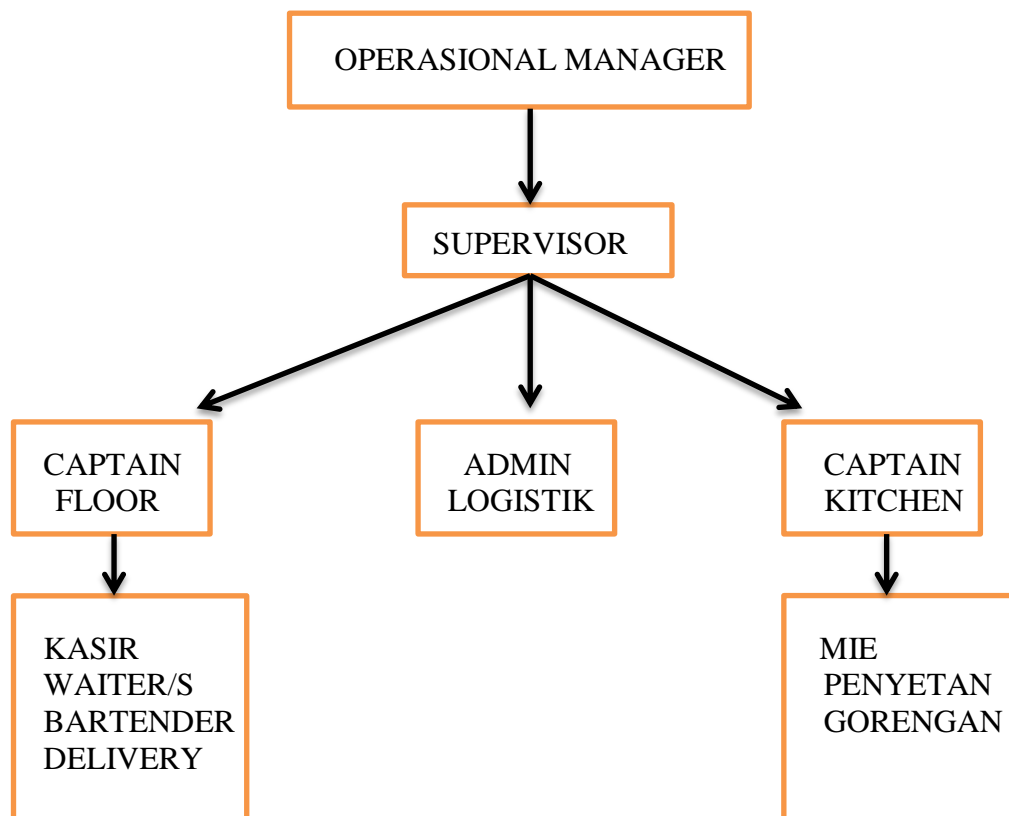 OPERASIONAL MANAGER
SUPERVISOR
CAPTAIN
FLOOR
ADMIN
LOGISTIK
CAPTAIN
KITCHEN
KASIR
WAITER/S
BARTENDER
DELIVERY
MIE
PENYETAN
GORENGAN